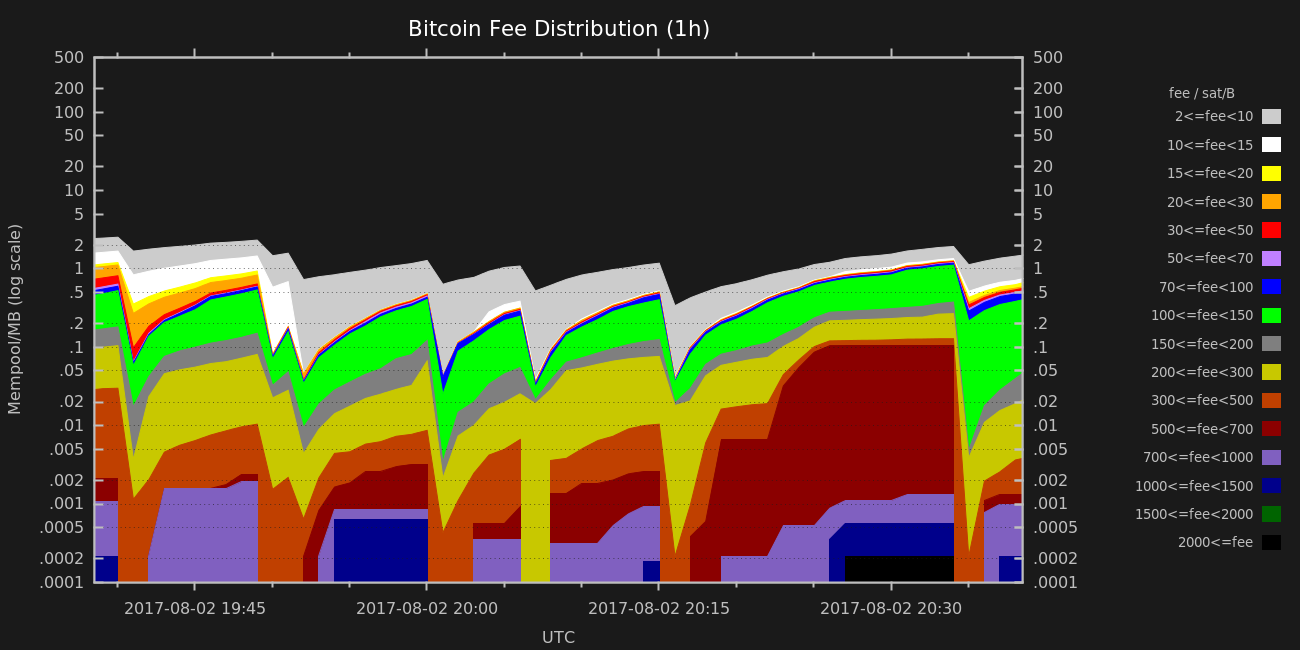 Bitcoin Fee Distribution (1h)
500 500
200 200
100 100
50 50
20 20
10 10
5 5
2 2
1 1
.5 .5
.2 .2
.1 .1
.05 .05
.02 .02
.01 .01
.005 .005
.002 .002
.001 .001
.0005 .0005
.0002 .0002
.0001 .0001
Mempool/MB (log scale)
2017-08-02 19:45 2017-08-02 20:00 2017-08-02 20:15 2017-08-02 20:30
UTC
fee / sat/B
2<=fee<10
10<=fee<15
15<=fee<20
20<=fee<30
30<=fee<50
50<=fee<70
70<=fee<100
100<=fee<150
150<=fee<200
200<=fee<300
300<=fee<500
500<=fee<700
700<=fee<1000
1000<=fee<1500
1500<=fee<2000
2000<=fee